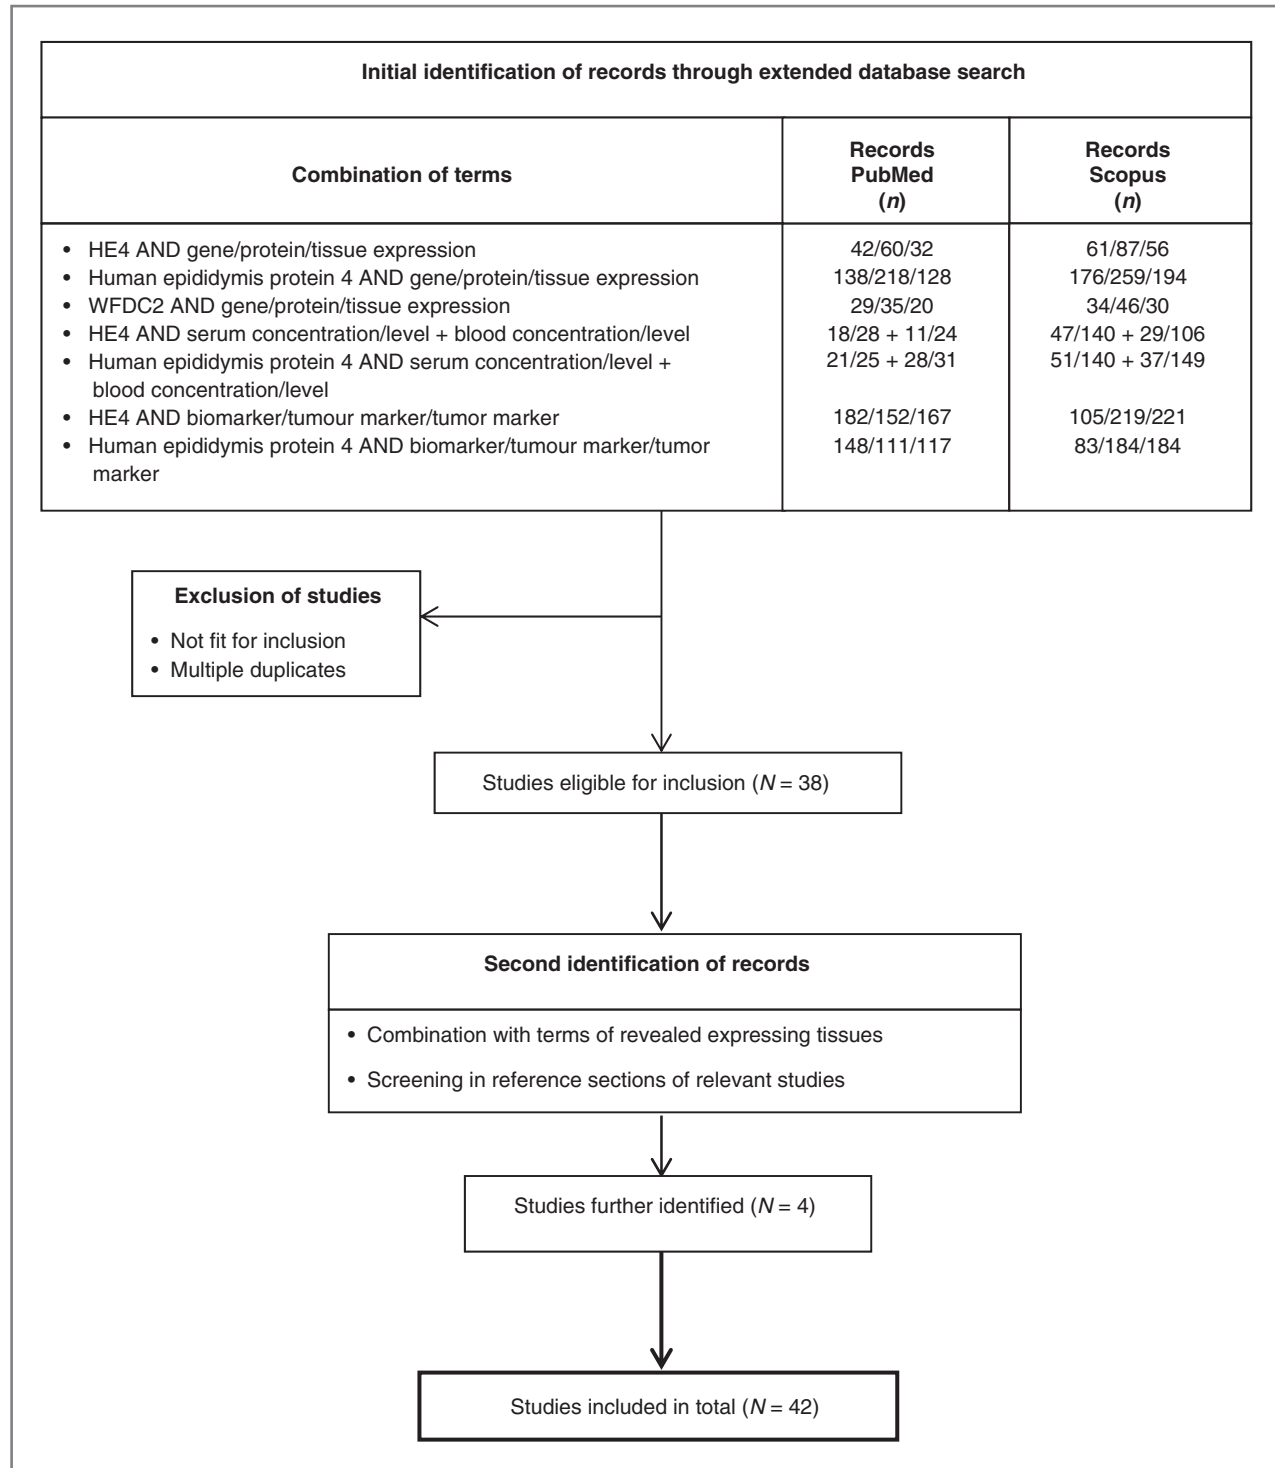 Initial identification of records through extended database search
Combination of terms
Records
PubMed
(n)
Records
Scopus
(n)
• HE4 AND gene/protein/tissue expression 42/60/32 61/87/56
• Human epididymis protein 4 AND gene/protein/tissue expression 138/218/128 176/259/194
• WFDC2 AND gene/protein/tissue expression 29/35/20 34/46/30
• HE4 AND serum concentration/level + blood concentration/level 18/28 + 11/24 47/140 + 29/106
• Human epididymis protein 4 AND serum concentration/level + 21/25 + 28/31 51/140 + 37/149
blood concentration/level
• HE4 AND biomarker/tumour marker/tumor marker 182/152/167 105/219/221
• Human epididymis protein 4 AND biomarker/tumour marker/tumor 148/111/117 83/184/184
marker
Exclusion of studies
• Not fit for inclusion
• Multiple duplicates
Studies eligible for inclusion (N = 38)
Second identification of records
• Combination with terms of revealed expressing tissues
• Screening in reference sections of relevant studies
Studies further identified (N = 4)
Studies included in total (N = 42)